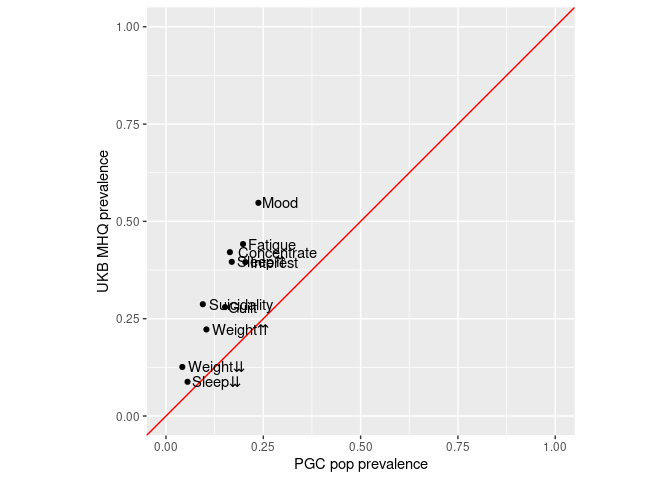 1.00
0.75
0.50
0.25
0.00
UKB MHQ prevalence
Mood
Fatigue
Concentrate
Sleep⇈
Interest
Suicidality
Guilt
Weight⇈
Weight⇊
Sleep⇊
0.00 0.25 0.50 0.75 1.00
PGC pop prevalence